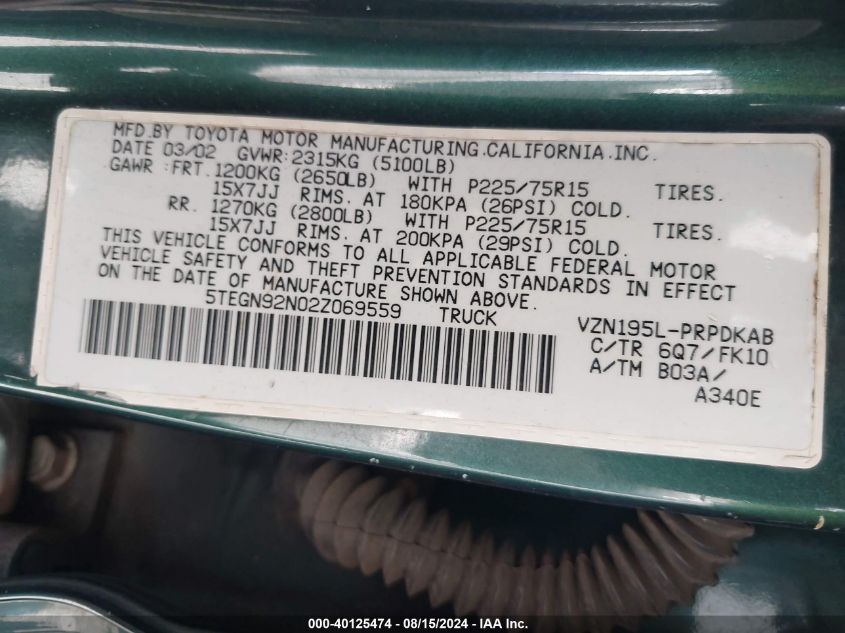 MFD.BY TOYOTA MOTOR MANUFACTURING.CALIFORNIA.INC.
DATE 03/02 GVWR:2315KG (5100LB)
GAWR :FRT.1200KG (2650LB) WITH P225/75R15 TIRES.
15X7JJ RIMS. AT 180KPA (26PSI) COLD.
RR. 1270KG (2800LB) WITH P225/75R15 TIRES.
15X7JJ RIMS. AT 200KPA (29PSI) COLD.
THIS VEHICLE CONFORMS TO ALL APPLICABLE FEDERAL MOTOR
VEHICLE SAFETY AND THEFT PREVENTION STANDARDS IN EFFECT
ON THE DATE OF MANUFACTURE SHOWN ABOVE.
5TEGN92N02Z069559 TRUCK
VZN195L-PRPDKAB
C/TR 6Q7/FK10
A/TM B03A/
A340E
000-40125474 - 08/15/2024 - IAA Inc.